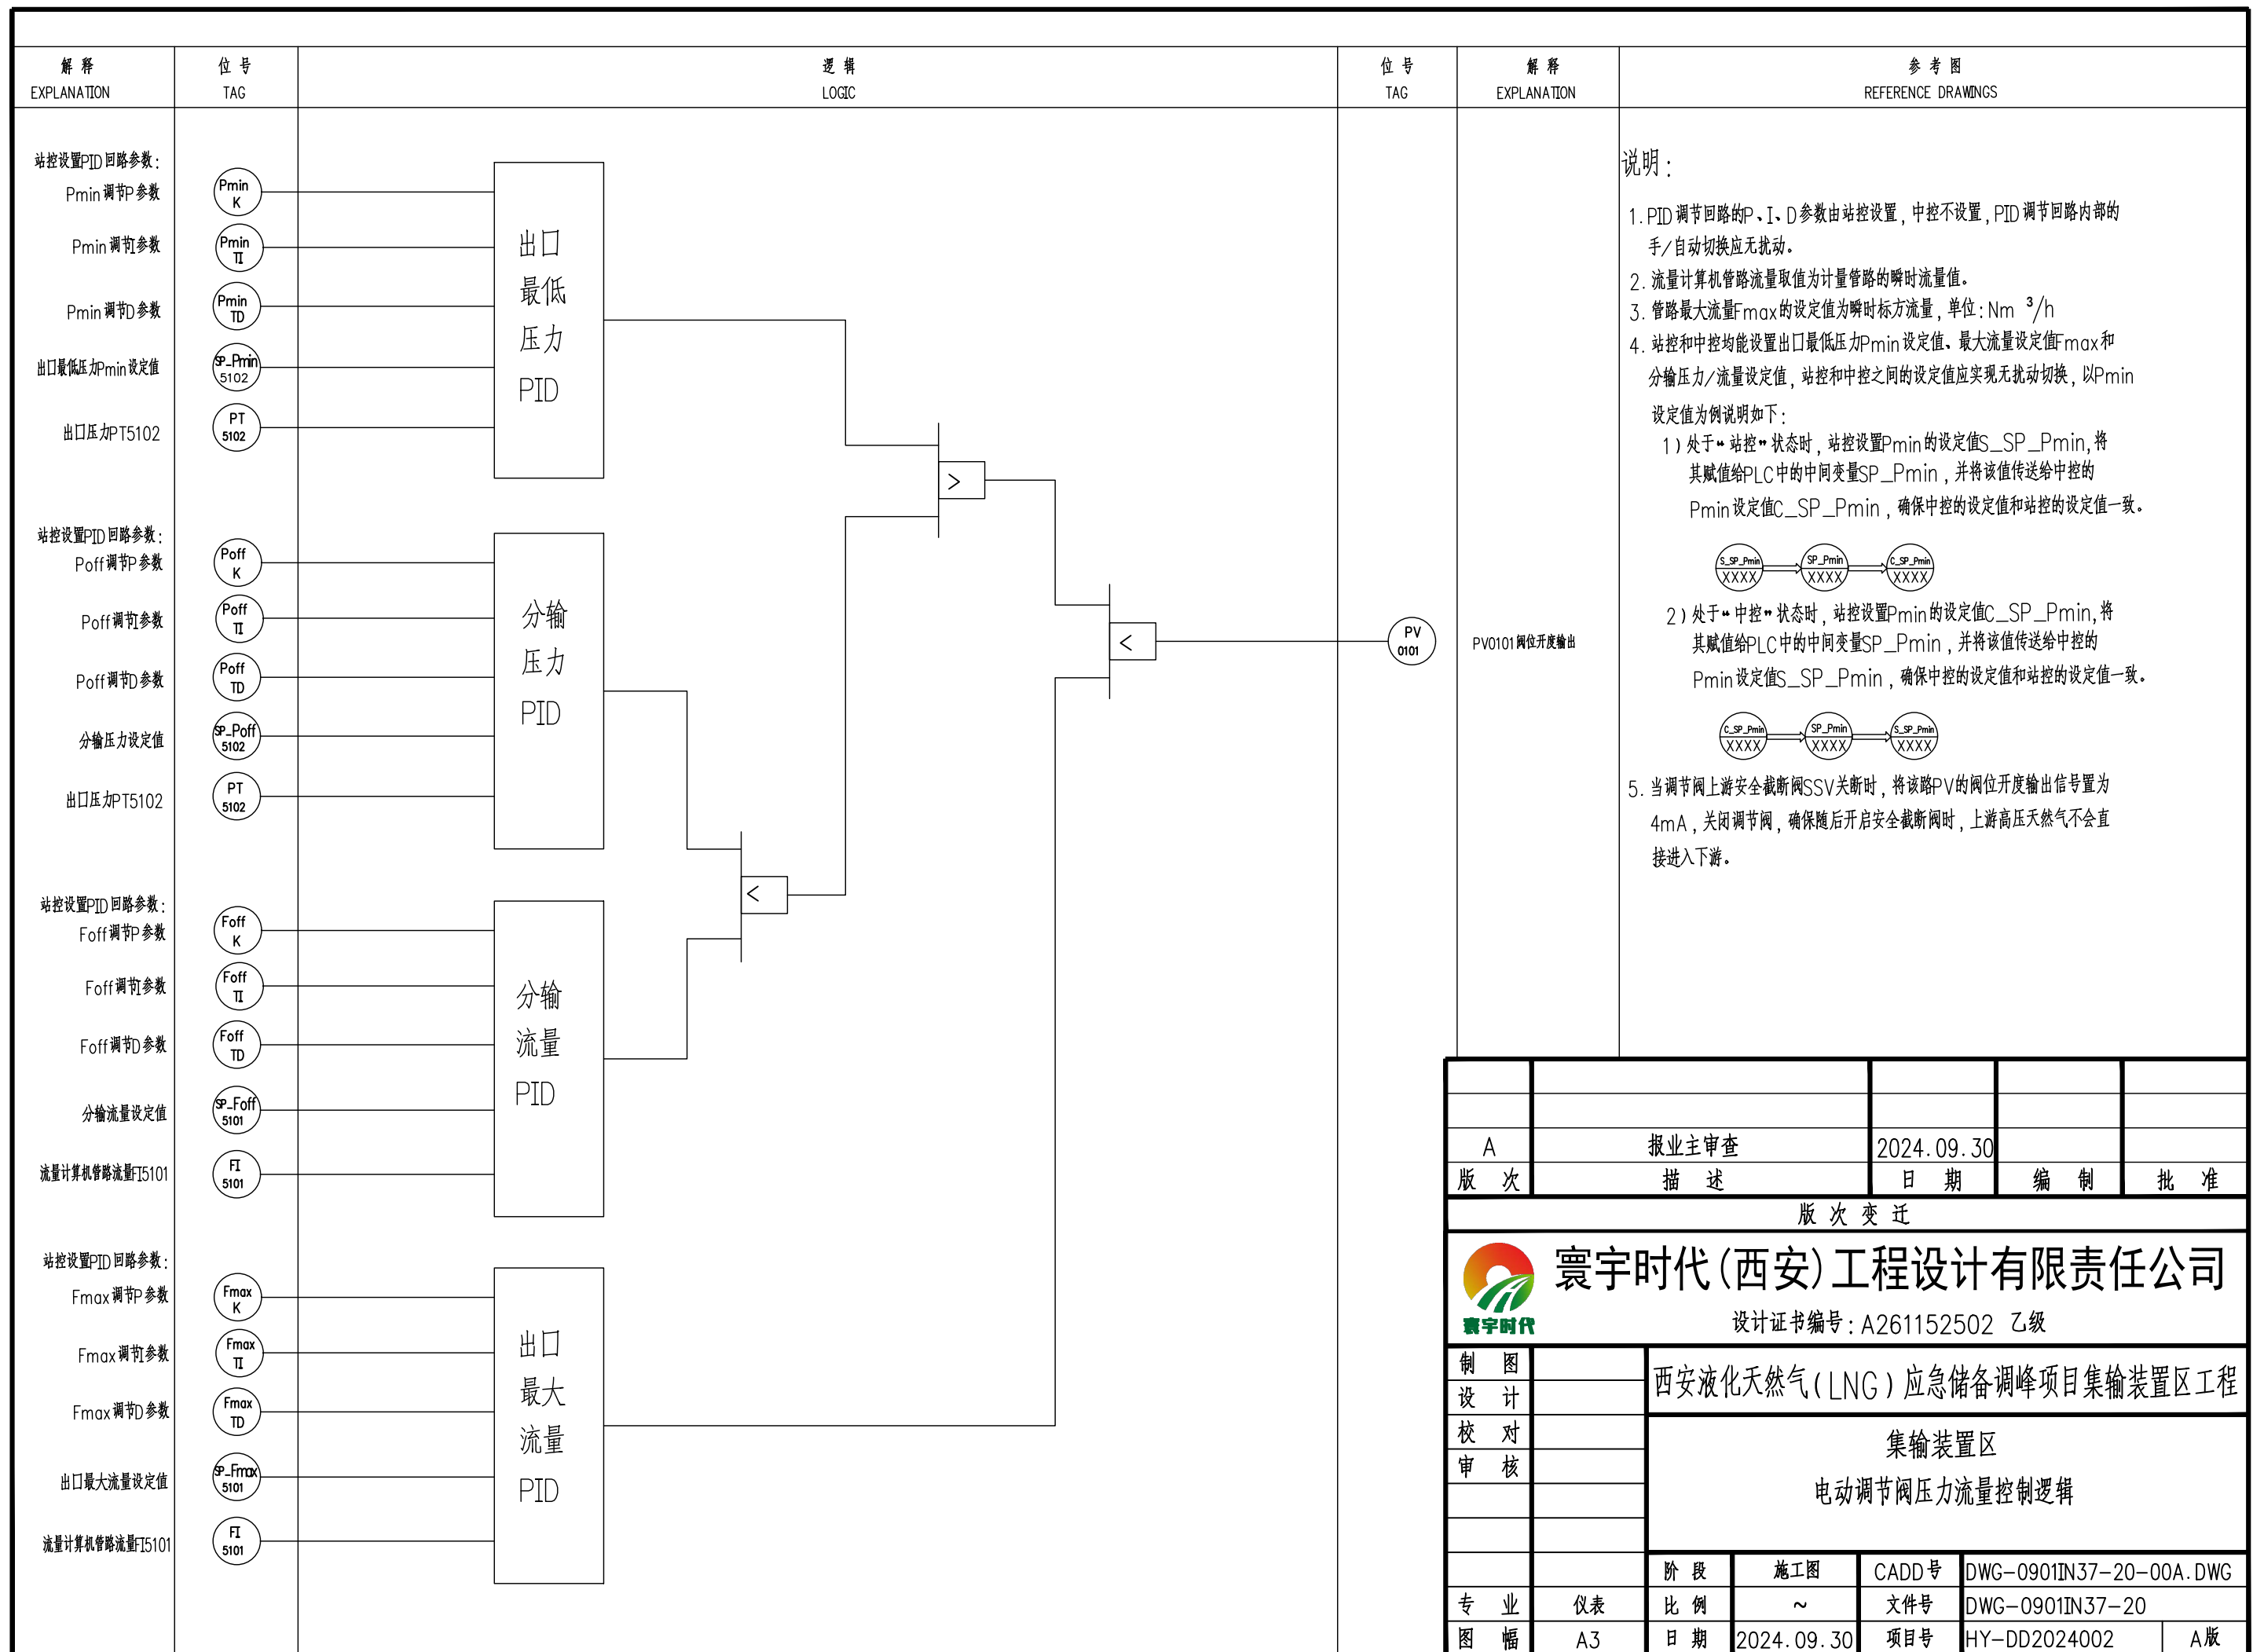 解 释
EXPLANATION
位 号
TAG
逻 辑
LOGIC
位 号
TAG
解 释
EXPLANATION
参 考 图
REFERENCE DRAWINGS
站控设置PID回路参数:
Pmin调节P参数
Pmin
K
Pmin调节I参数
Pmin
TI
Pmin调节D参数
Pmin
TD
出口最低压力Pmin设定值
SP_Pmin
5102
出口压力PT5102
PT
5102
出口
最低
压力
PID
站控设置PID回路参数:
Poff调节P参数
Poff
K
Poff调节I参数
Poff
TI
Poff调节D参数
Poff
TD
分输压力设定值
SP_Poff
5102
出口压力PT5102
PT
5102
分输
压力
PID
站控设置PID回路参数:
Foff调节P参数
Foff
K
Foff调节I参数
Foff
TI
Foff调节D参数
Foff
TD
分输流量设定值
SP_Foff
5101
流量计算机管路流量FI5101
FI
5101
分输
流量
PID
站控设置PID回路参数:
Fmax调节P参数
Fmax
K
Fmax调节I参数
Fmax
TI
Fmax调节D参数
Fmax
TD
出口最大流量设定值
SP_Fmax
5101
流量计算机管路流量FI5101
FI
5101
出口
最大
流量
PID
>
<
<
PV
0101
PV0101阀位开度输出
说明:
1. PID调节回路的P、I、D参数由站控设置,中控不设置,PID调节回路内部的
手/自动切换应无扰动。
2. 流量计算机管路流量取值为计量管路的瞬时流量值。
3. 管路最大流量Fmax的设定值为瞬时标方流量,单位:Nm ³/h
4. 站控和中控均能设置出口最低压力Pmin设定值、最大流量设定值Fmax和
分输压力/流量设定值,站控和中控之间的设定值应实现无扰动切换,以Pmin
设定值为例说明如下:
1)处于“站控”状态时,站控设置Pmin的设定值S_SP_Pmin,将
其赋值给PLC中的中间变量SP_Pmin,并将该值传送给中控的
Pmin设定值C_SP_Pmin,确保中控的设定值和站控的设定值一致。
S_SP_Pmin SP_Pmin C_SP_Pmin
XXXX XXXX XXXX
2)处于“中控”状态时,站控设置Pmin的设定值C_SP_Pmin,将
其赋值给PLC中的中间变量SP_Pmin,并将该值传送给中控的
Pmin设定值S_SP_Pmin,确保中控的设定值和站控的设定值一致。
C_SP_Pmin SP_Pmin S_SP_Pmin
XXXX XXXX XXXX
5. 当调节阀上游安全截断阀SSV关断时,将该路PV的阀位开度输出信号置为
4mA,关闭调节阀,确保随后开启安全截断阀时,上游高压天然气不会直
接进入下游。
A 报业主审查 2024.09.30
版 次 描 述 日 期 编 制 批 准
版 次 变 迁
寰宇时代
寰宇时代(西安)工程设计有限责任公司
设计证书编号:A261152502 乙级
制 图
设 计
校 对
审 核
西安液化天然气(LNG)应急储备调峰项目集输装置区工程
集输装置区
电动调节阀压力流量控制逻辑
阶 段 施工图 CADD号 DWG-0901IN37-20-00A.DWG
专 业 仪表 比 例 ~ 文件号 DWG-0901IN37-20
图 幅 A3 日 期 2024.09.30 项目号 HY-DD2024002 A版